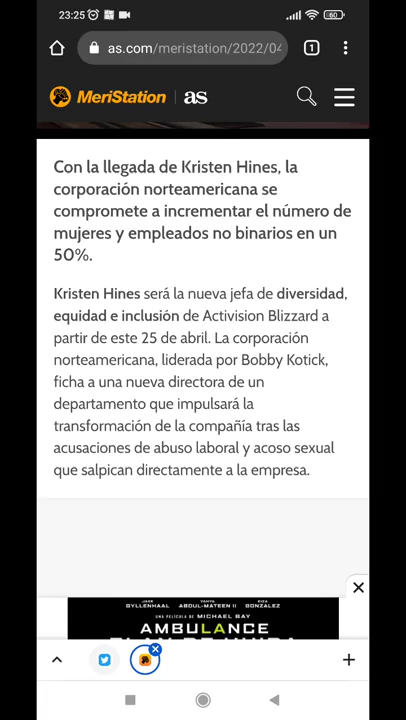 23:25
60
as.com/meristation/2022/04
1
MeriStation as
Con la llegada de Kristen Hines, la
corporación norteamericana se
compromete a incrementar el número de
mujeres y empleados no binarios en un
50%.
Kristen Hines será la nueva jefa de diversidad,
equidad e inclusión de Activision Blizzard a
partir de este 25 de abril. La corporación
norteamericana, liderada por Bobby Kotick,
ficha a una nueva directora de un
departamento que impulsará la
transformación de la compañía tras las
acusaciones de abuso laboral y acoso sexual
que salpican directamente a la empresa.
JAKE YAHYA EIZA
GYLLENHAAL ABDUL-MATEEN II GONZÁLEZ
UNA PELÍCULA DE MICHAEL BAY
AMBULANCE